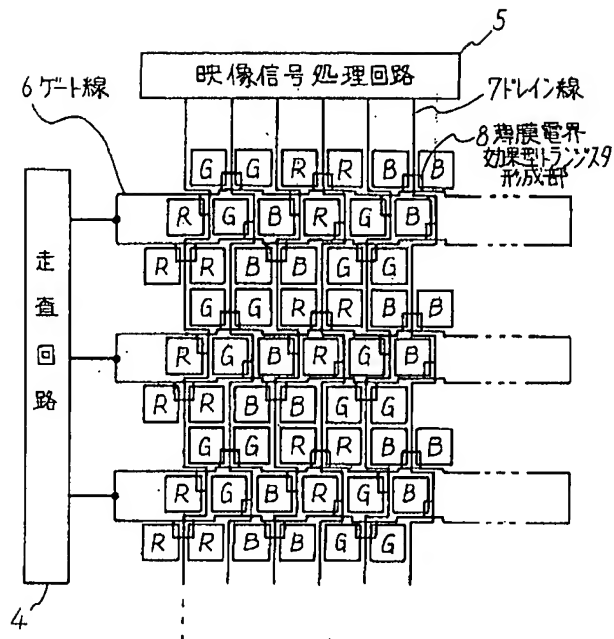 5
映像信号処理回路
6ゲート線
7ドレイン線
8薄膜電界
効果型トランジスタ
形成部
G G R R B B
R G B R G B
R R B B G G
G G R R B B
R G B R G B
R R B B G G
G G R R B B
R G B R G B
R R B B G G
走査回路
4